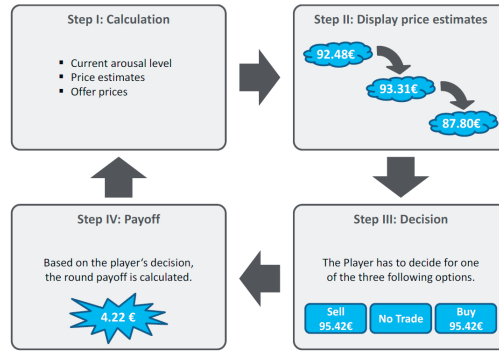 Step I: Calculation
▪ Current arousal level
▪ Price estimates
▪ Offer prices
Step II: Display price estimates
92.48€
93.31€
87.80€
Step IV: Payoff
Based on the player's decision,
the round payoff is calculated.
4.22 €
Step III: Decision
The Player has to decide for one
of the three following options.
Sell
95.42€
No Trade
Buy
95.42€